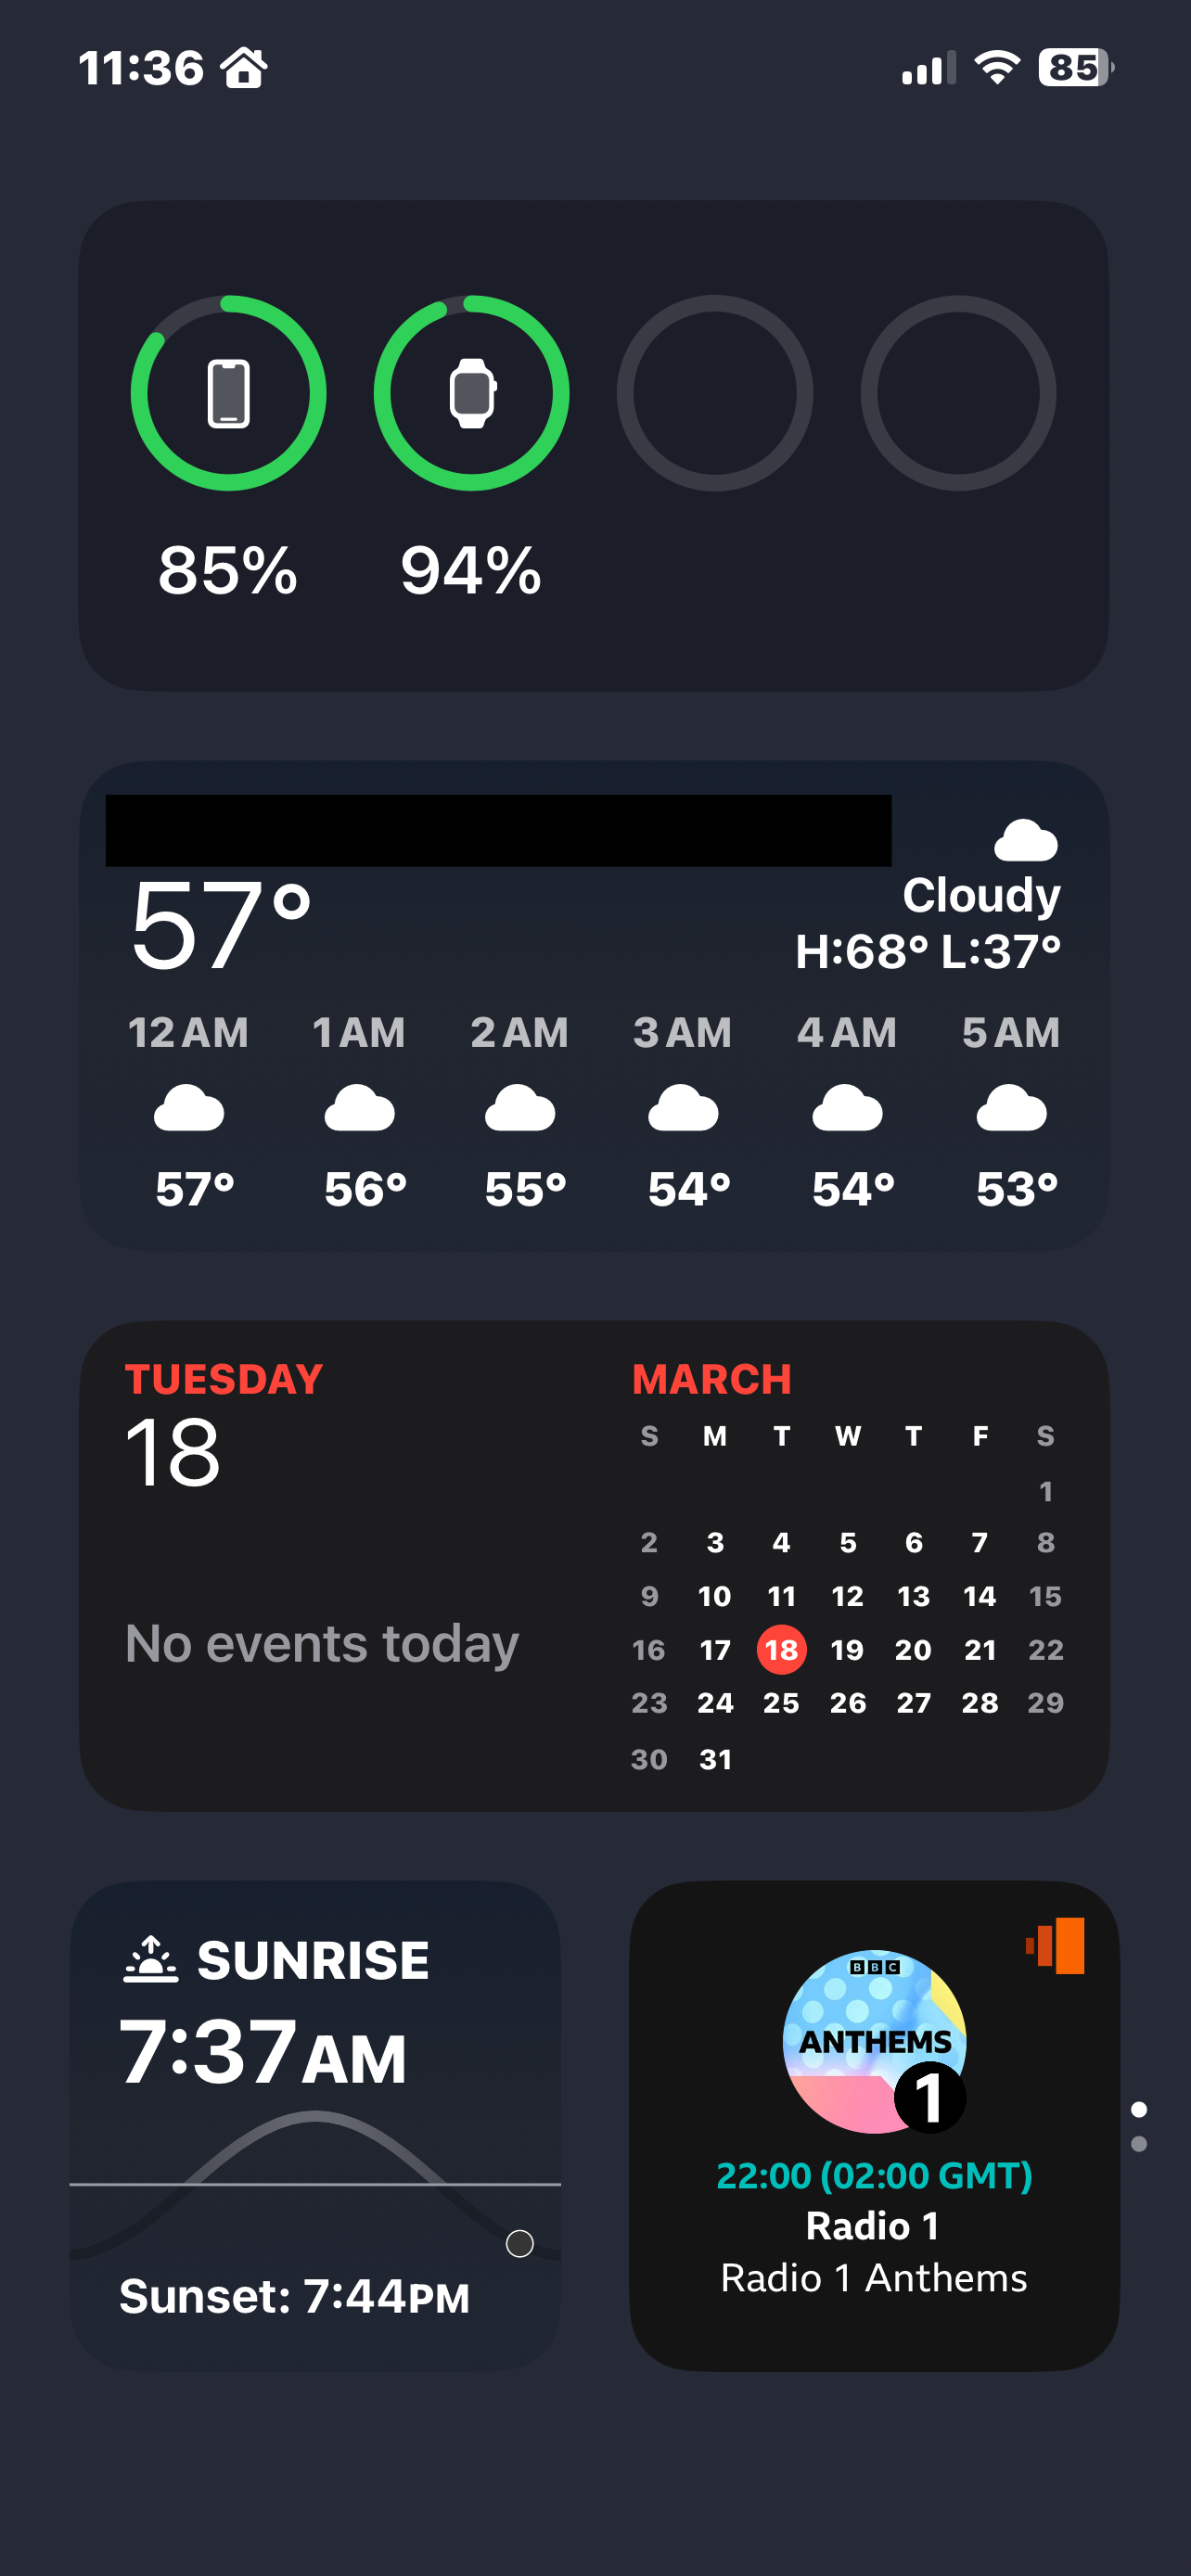 11:36 85
85% 94%
57°
Cloudy
H:68° L:37°
12 AM 1 AM 2 AM 3 AM 4 AM 5 AM
57° 56° 55° 54° 54° 53°
TUESDAY
18
No events today
MARCH
S M T W T F S
1
2 3 4 5 6 7 8
9 10 11 12 13 14 15
16 17 18 19 20 21 22
23 24 25 26 27 28 29
30 31
SUNRISE
7:37AM
Sunset: 7:44PM
BBC
ANTHEMS
1
22:00 (02:00 GMT)
Radio 1
Radio 1 Anthems